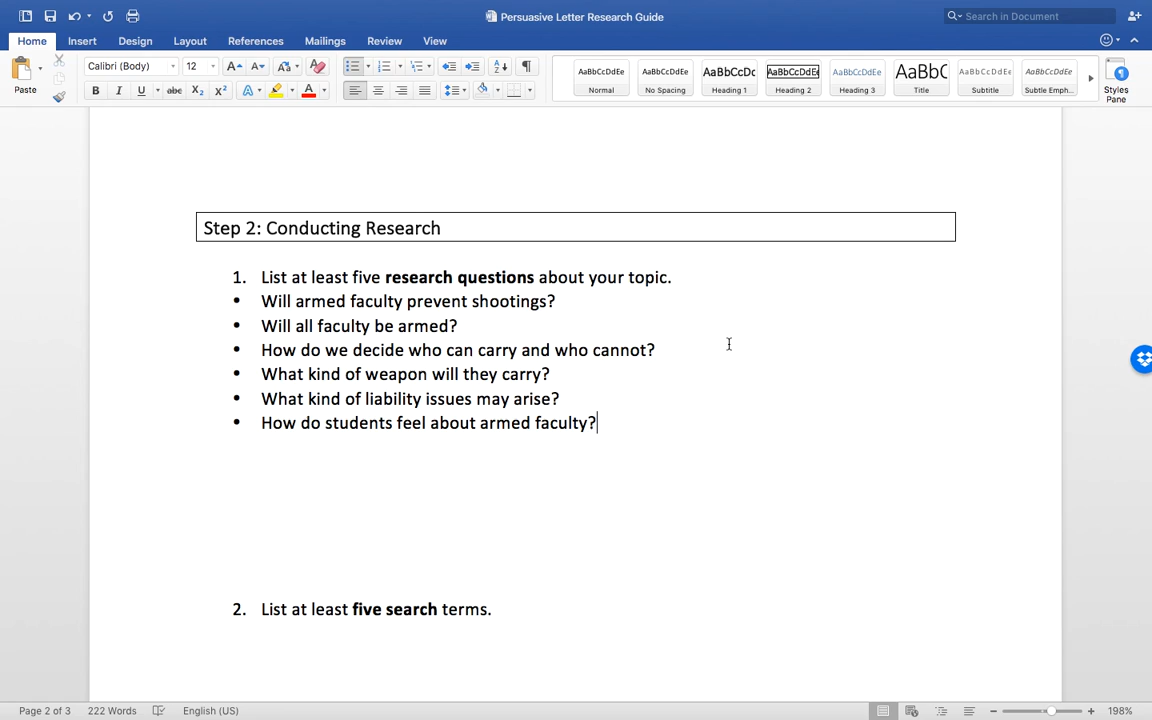 Persuasive Letter Research Guide
Search in Document
Home Insert Design Layout References Mailings Review View
Paste
Calibri (Body) 12
AaBbCcDdEe AaBbCcDdEe AaBbCcDc AaBbCcDdEe AaBbCcDdEe AaBbC AaBbCcDdEe AaBbCcDdEe
Normal No Spacing Heading 1 Heading 2 Heading 3 Title Subtitle Subtle Emph...
Styles
Pane
B I U abc X₂ X² A A
Step 2: Conducting Research
1. List at least five research questions about your topic.
• Will armed faculty prevent shootings?
• Will all faculty be armed?
• How do we decide who can carry and who cannot?
• What kind of weapon will they carry?
• What kind of liability issues may arise?
• How do students feel about armed faculty?
2. List at least five search terms.
Page 2 of 3 222 Words English (US) 198%